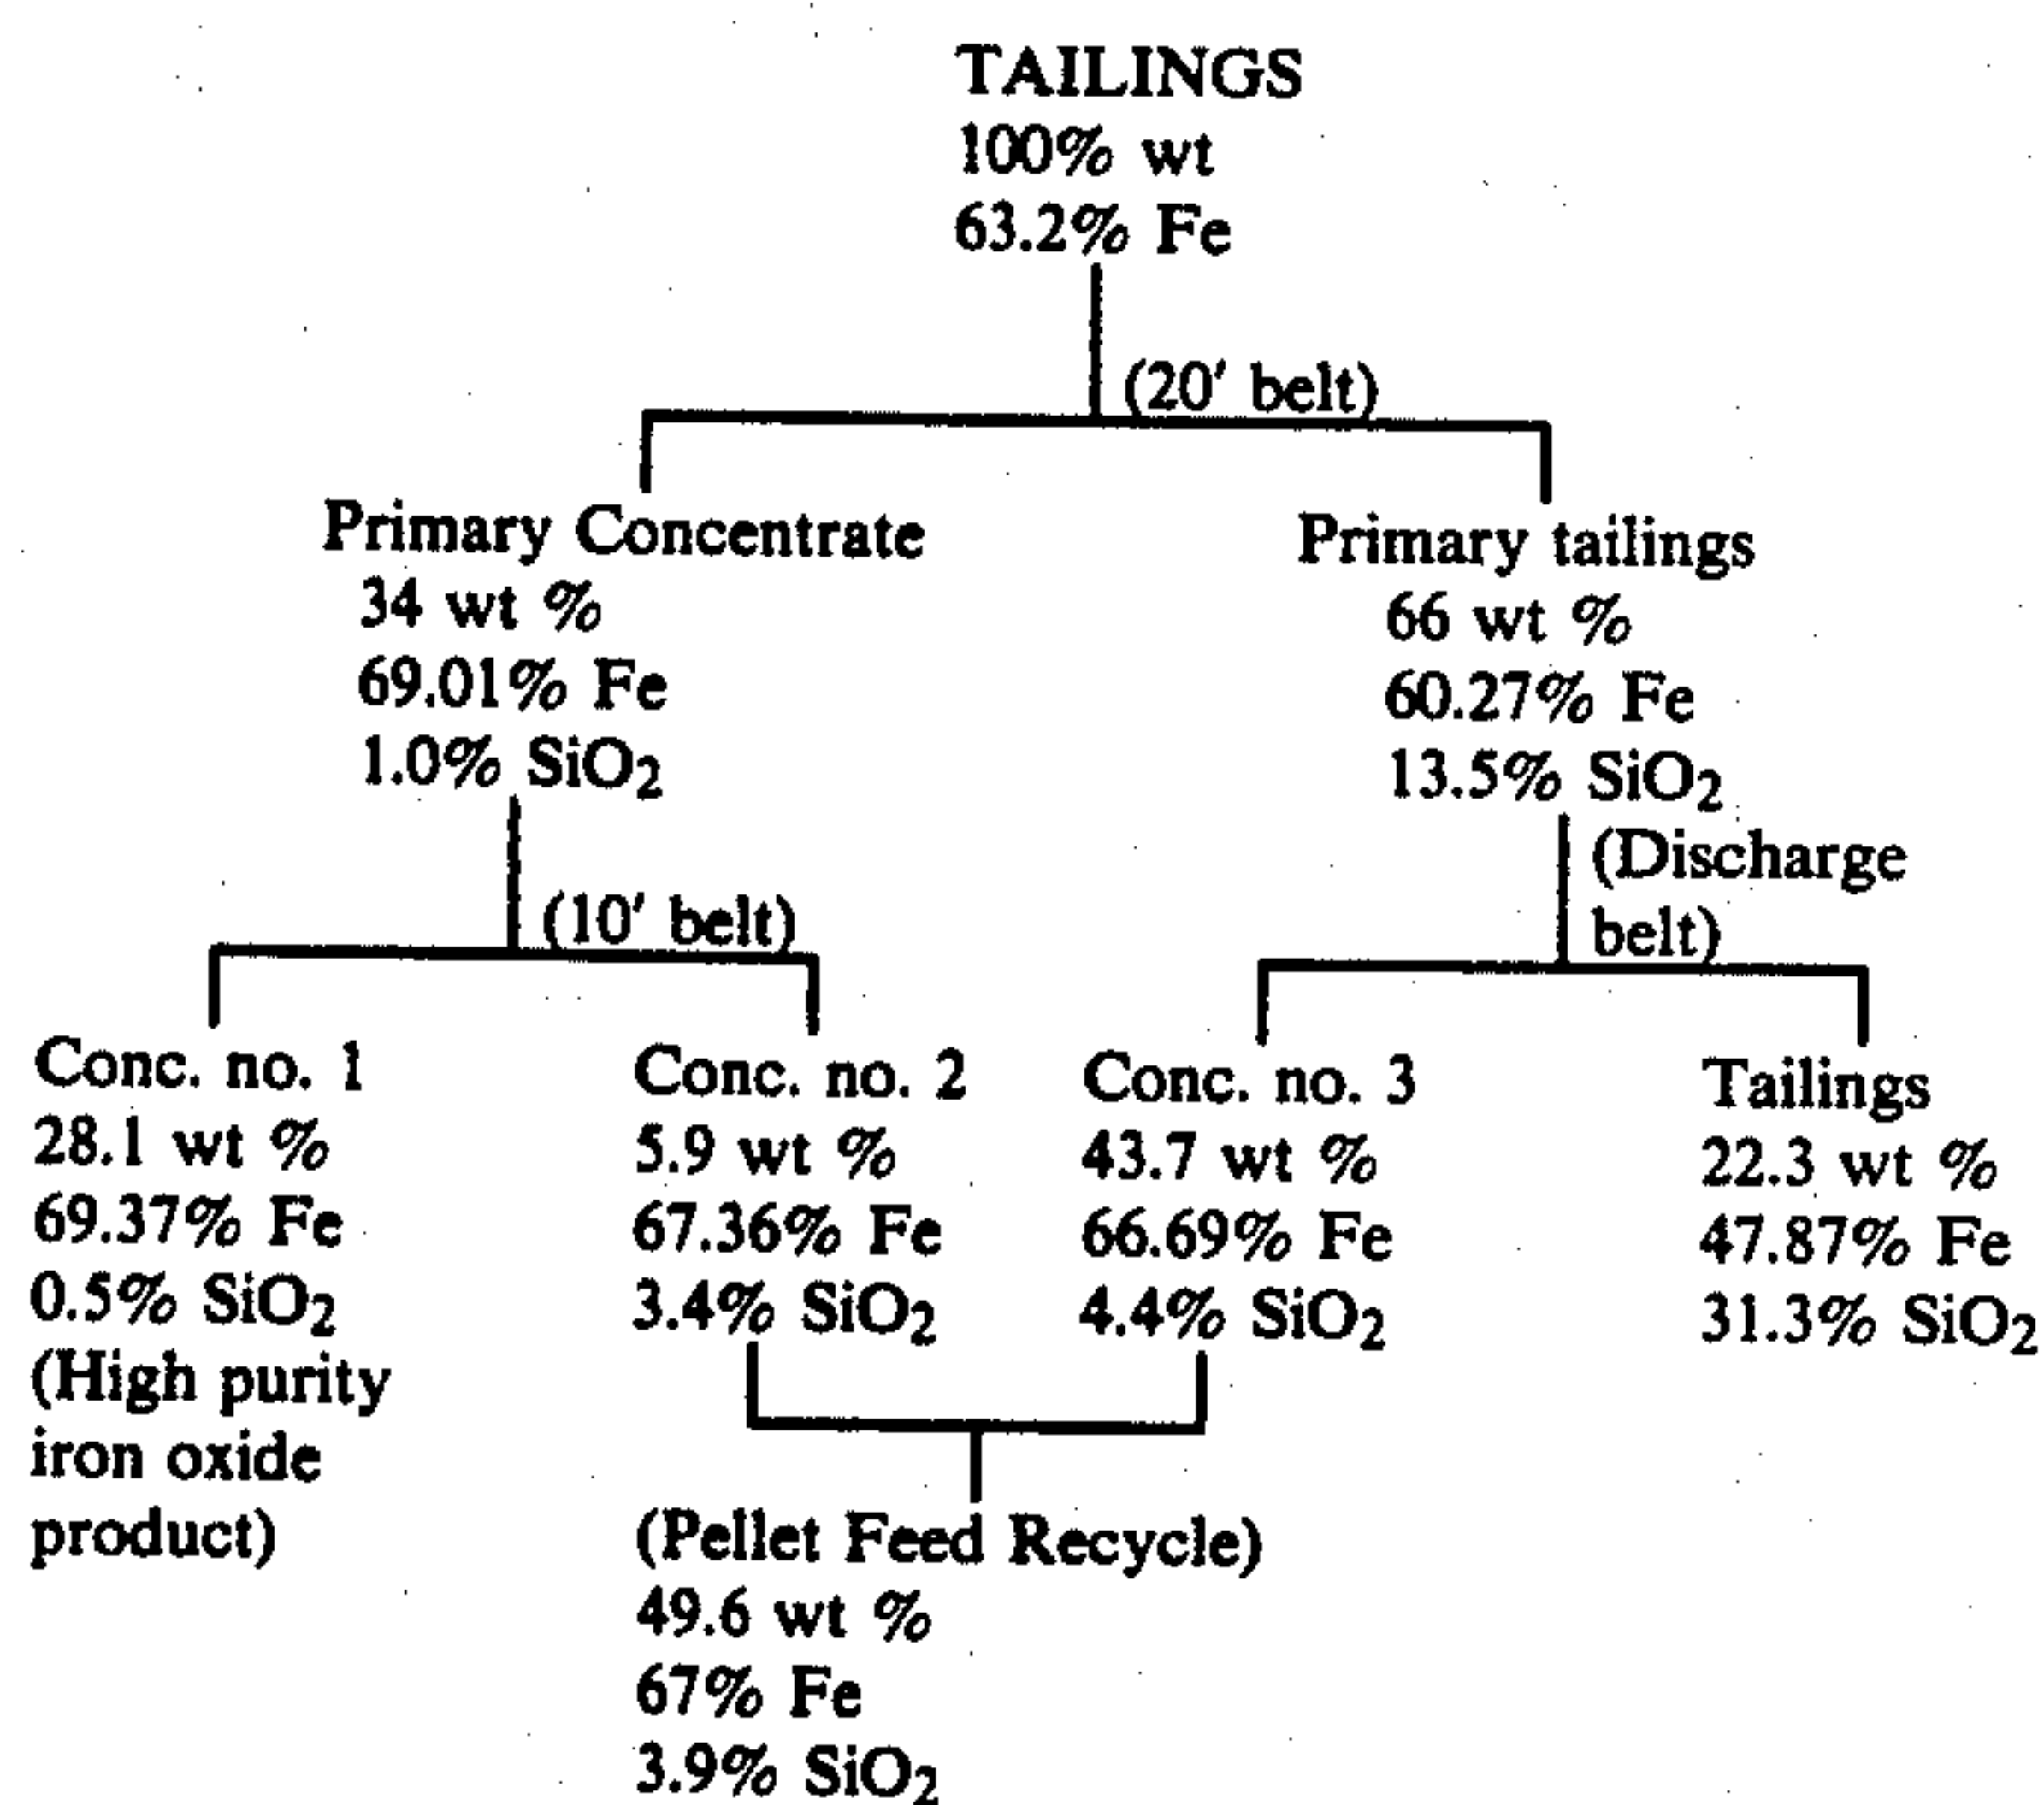 TAILINGS
100% wt
63.2% Fe
(20' belt)
Primary Concentrate
34 wt %
69.01% Fe
1.0% SiO2
Primary tailings
66 wt %
60.27% Fe
13.5% SiO2
(10' belt)
(Discharge
belt)
Conc. no. 1
28.1 wt %
69.37% Fe
0.5% SiO2
(High purity
iron oxide
product)
Conc. no. 2
5.9 wt %
67.36% Fe
3.4% SiO2
Conc. no. 3
43.7 wt %
66.69% Fe
4.4% SiO2
Tailings
22.3 wt %
47.87% Fe
31.3% SiO2
(Pellet Feed Recycle)
49.6 wt %
67% Fe
3.9% SiO2